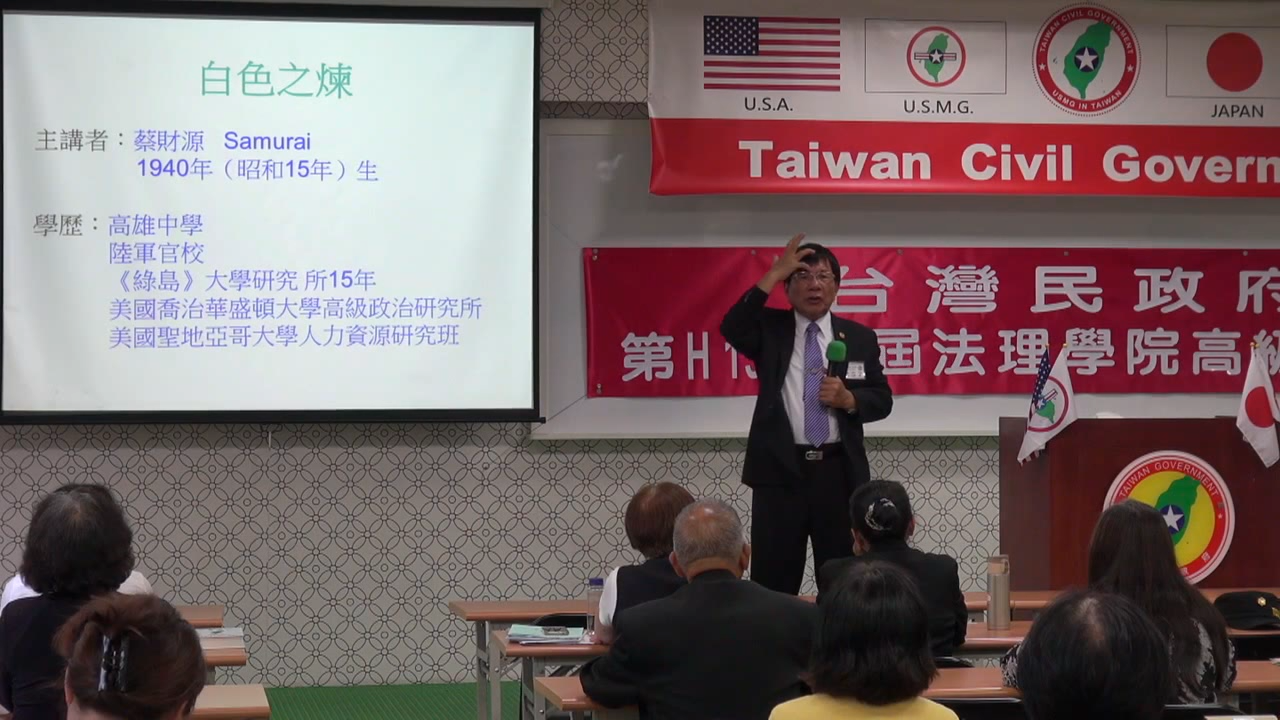 白色之煉
主講者：蔡財源 Samurai
1940年（昭和15年）生
學歷：高雄中學
陸軍官校
《綠島》大學研究 所15年
美國喬治華盛頓大學高級政治研究所
美國聖地亞哥大學人力資源研究班
U.S.A.
U.S.M.G.
TAIWAN CIVIL GOVERNMENT
USMG IN TAIWAN
JAPAN
Taiwan Civil Govern
台灣民政府
第H1 屆法理學院高級
TAIWAN GOVERNMENT